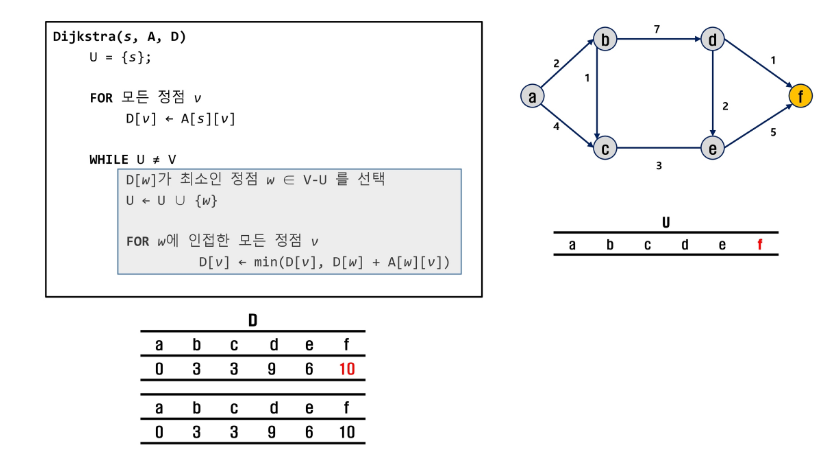 Dijkstra(s, A, D)
U = {s};
FOR 모든 정점 v
D[v] ← A[s][v]
WHILE U ≠ V
D[w]가 최소인 정점 w ∈ V-U 를 선택
U ← U ∪ {w}
FOR w에 인접한 모든 정점 v
D[v] ← min(D[v], D[w] + A[w][v])
b 7 d
2 1
a 1 f
4 2 5
c e
3
U
a b c d e f
D
a b c d e f
0 3 3 9 6 10
a b c d e f
0 3 3 9 6 10